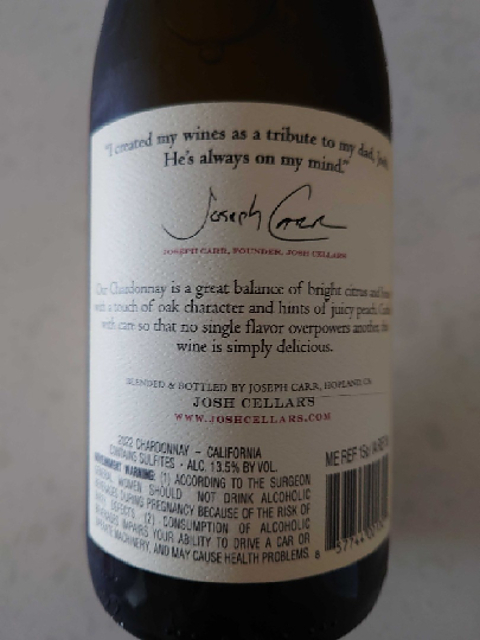 "I created my wines as a tribute to my dad, Josh.
He's always on my mind."
Joseph Carr
JOSEPH CARR, FOUNDER, JOSH CELLARS
Our Chardonnay is a great balance of bright citrus and
with a touch of oak character and hints of juicy peach.
with care so that no single flavor overpowers another, this
wine is simply delicious.
BLENDED & BOTTLED BY JOSEPH CARR, HOPLAND, CA
JOSH CELLARS
WWW.JOSHCELLARS.COM
2022 CHARDONNAY - CALIFORNIA
CONTAINS SULFITES • ALC. 13.5% BY VOL.
GOVERNMENT WARNING: (1) ACCORDING TO THE SURGEON
GENERAL, WOMEN SHOULD NOT DRINK ALCOHOLIC
BEVERAGES DURING PREGNANCY BECAUSE OF THE RISK OF
BIRTH DEFECTS. (2) CONSUMPTION OF ALCOHOLIC
BEVERAGES IMPAIRS YOUR ABILITY TO DRIVE A CAR OR
OPERATE MACHINERY, AND MAY CAUSE HEALTH PROBLEMS.
ME REF 15¢
8